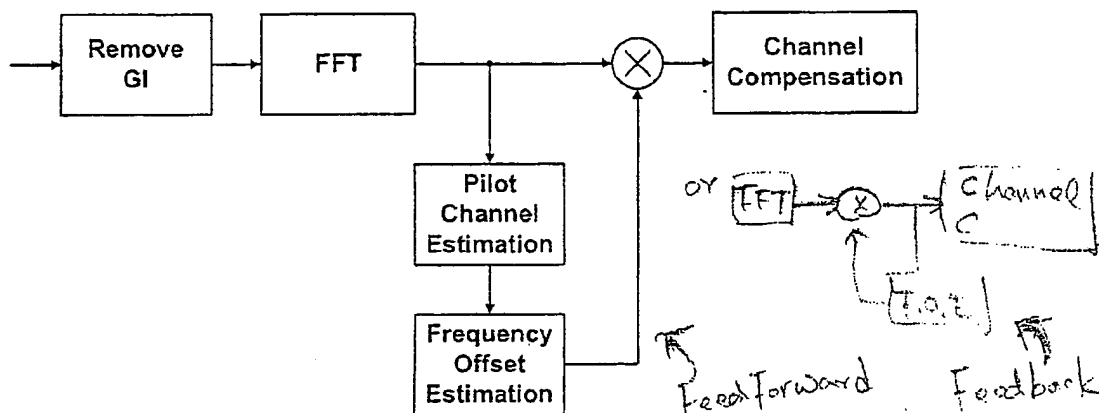 Remove
GI
FFT
Channel
Compensation
Pilot
Channel
Estimation
Frequency
Offset
Estimation
or
FFT
X
Channel
C
Feedforward
Feedback